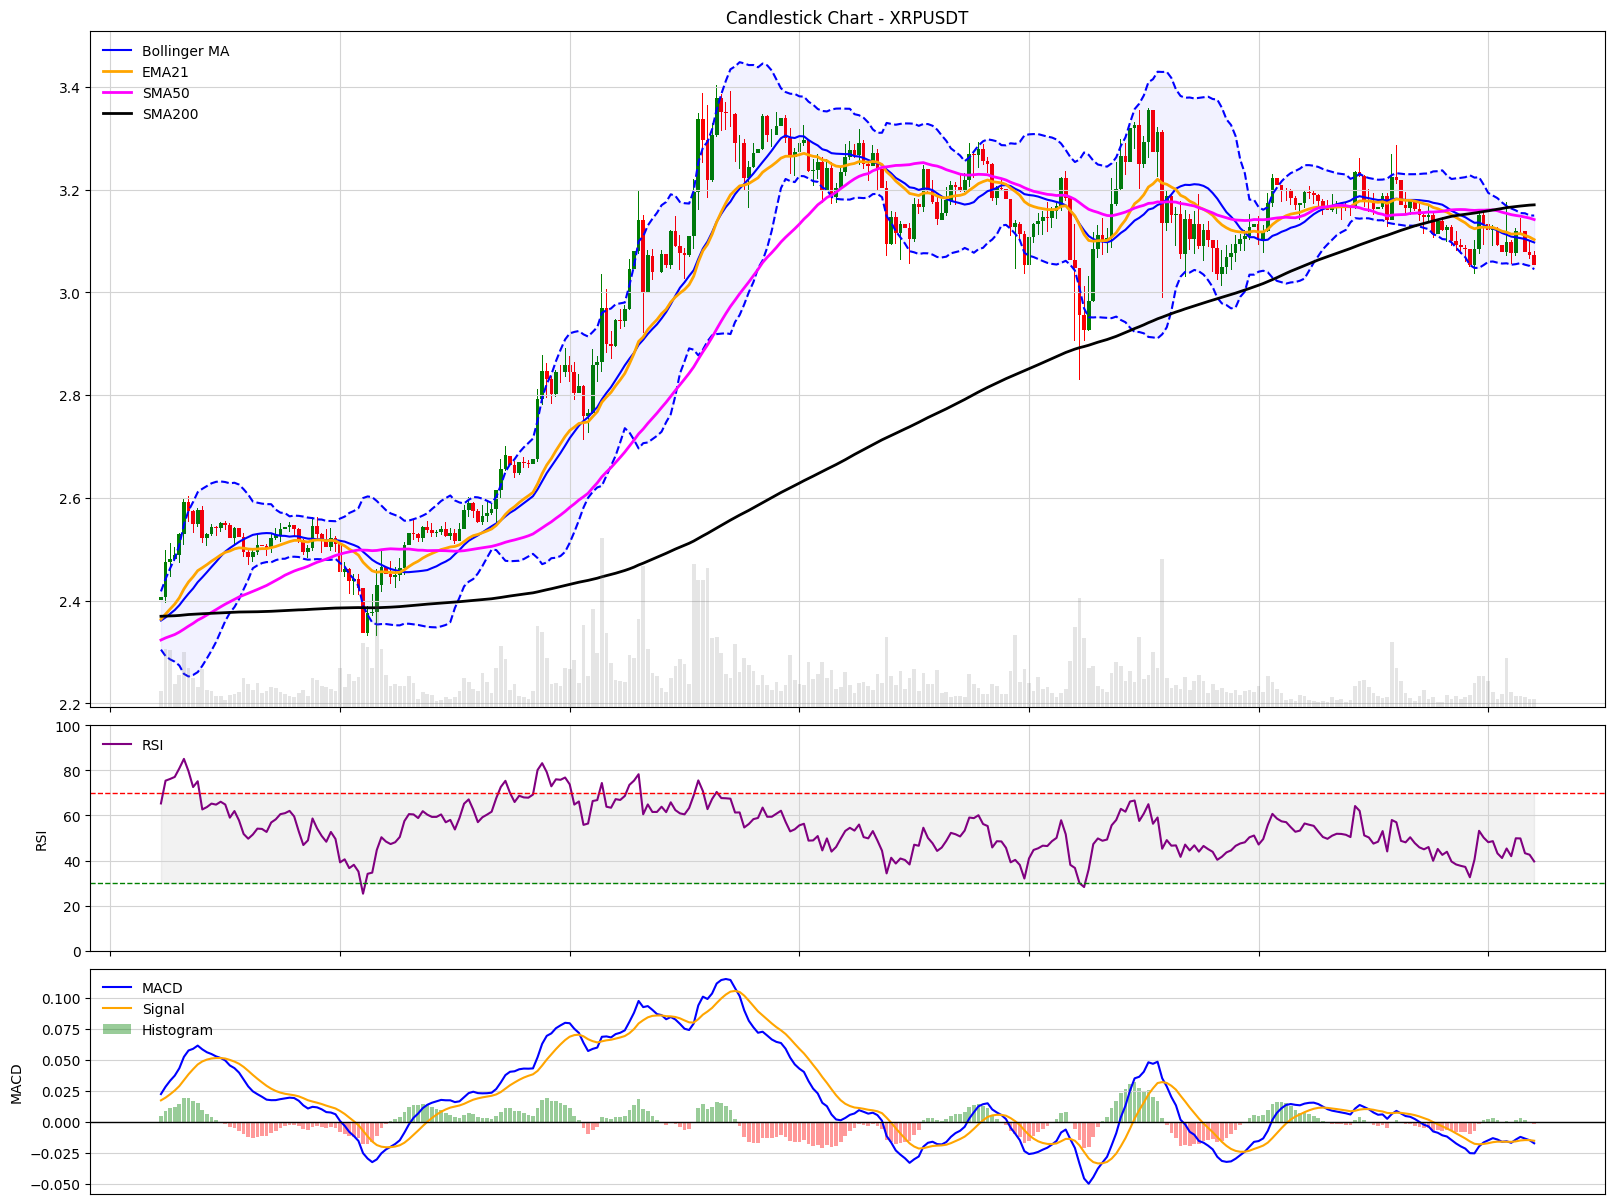 Candlestick Chart - XRPUSDT
Bollinger MA
EMA21
SMA50
SMA200
3.4
3.2
3.0
2.8
2.6
2.4
2.2
100
80
60
40
20
0
RSI
RSI
MACD
Signal
Histogram
0.100
0.075
0.050
0.025
0.000
−0.025
−0.050
MACD